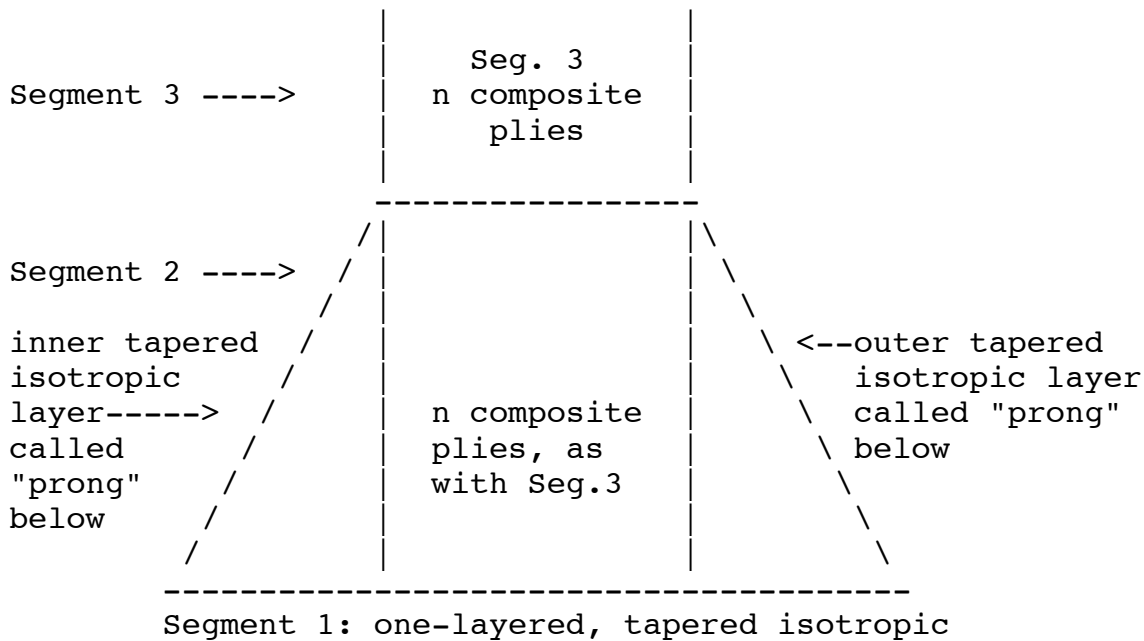 Seg. 3
Segment 3 ----> n composite
plies
Segment 2 ---->
inner tapered <--outer tapered
isotropic isotropic layer
layer-----> n composite called "prong"
called plies, as below
"prong" with Seg.3
below
Segment 1: one-layered, tapered isotropic